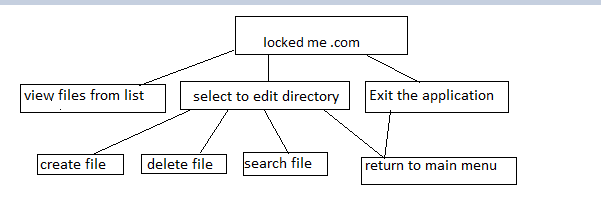 locked me .com
view files from list
select to edit directory
Exit the application
create file
delete file
search file
return to main menu